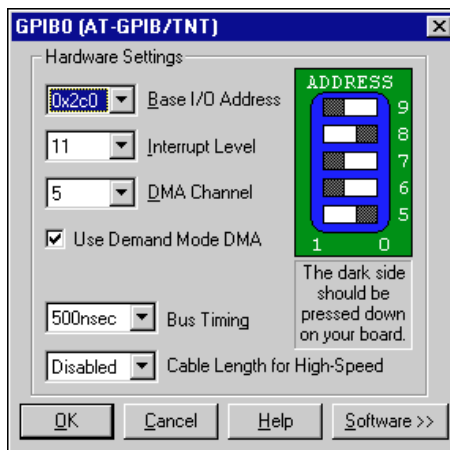 GPIB0 (AT-GPIB/TNT)
Hardware Settings
0x2c0 Base I/O Address
11 Interrupt Level
5 DMA Channel
Use Demand Mode DMA
500nsec Bus Timing
Disabled Cable Length for High-Speed
ADDRESS
9
8
7
6
5
1 0
The dark side
should be
pressed down
on your board.
OK Cancel Help Software >>